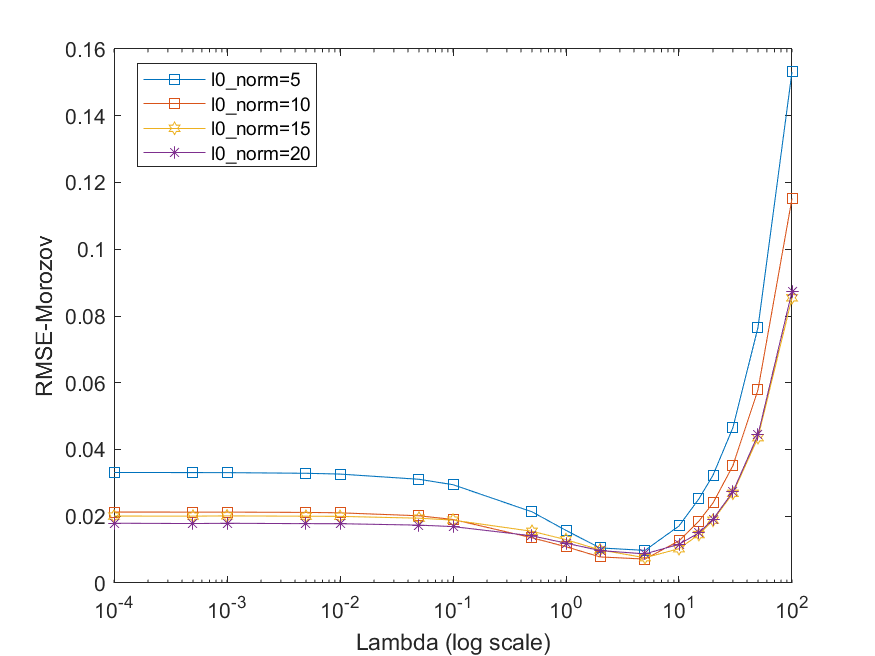 0.16
0.14
0.12
0.1
0.08
0.06
0.04
0.02
0
RMSE-Morozov
l0_norm=5
l0_norm=10
l0_norm=15
l0_norm=20
10^-4
10^-3
10^-2
10^-1
10^0
10^1
10^2
Lambda (log scale)